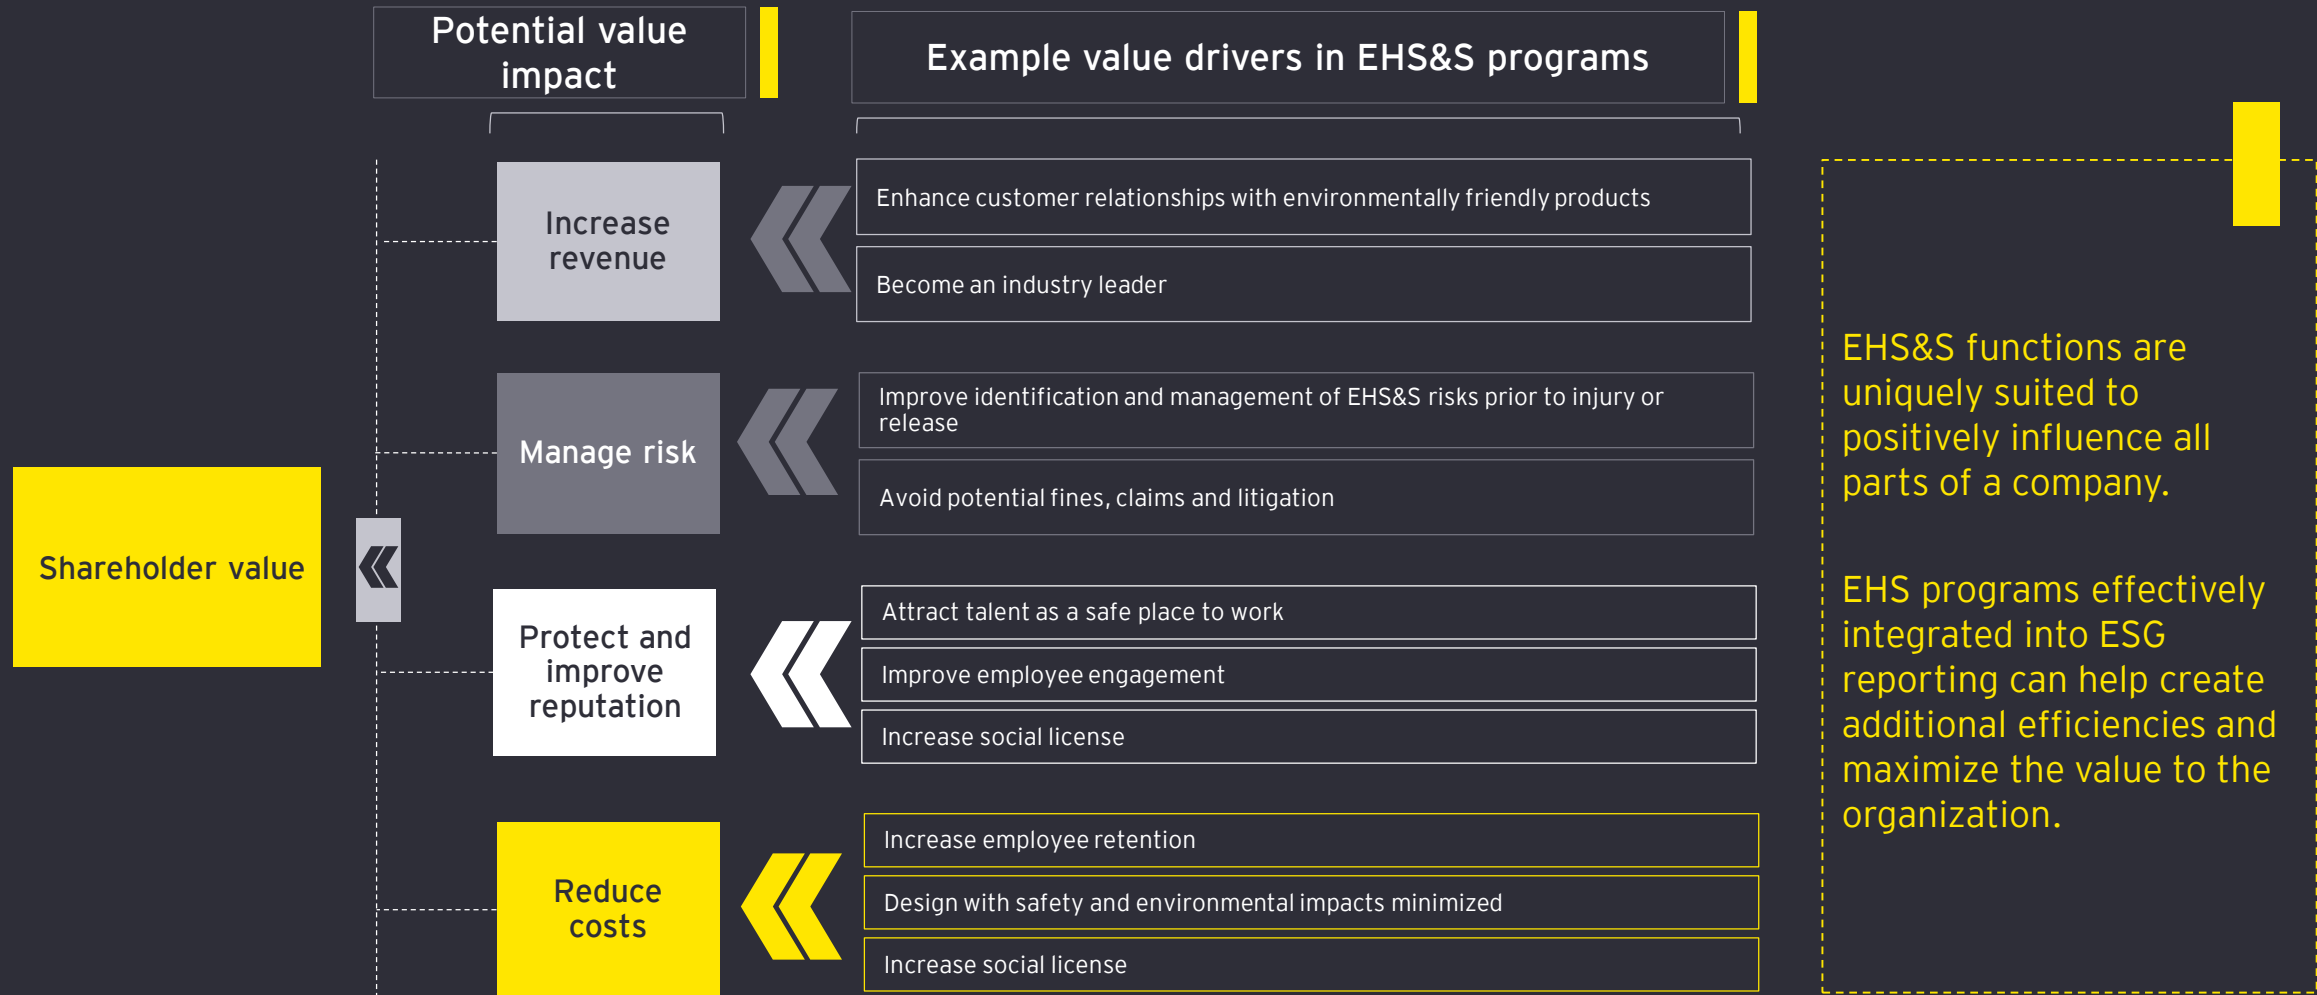 Potential value
impact
Example value drivers in EHS&S programs
Shareholder value
Increase
revenue
Enhance customer relationships with environmentally friendly products
Become an industry leader
Manage risk
Improve identification and management of EHS&S risks prior to injury or
release
Avoid potential fines, claims and litigation
Protect and
improve
reputation
Attract talent as a safe place to work
Improve employee engagement
Increase social license
Reduce
costs
Increase employee retention
Design with safety and environmental impacts minimized
Increase social license
EHS&S functions are
uniquely suited to
positively influence all
parts of a company.
EHS programs effectively
integrated into ESG
reporting can help create
additional efficiencies and
maximize the value to the
organization.